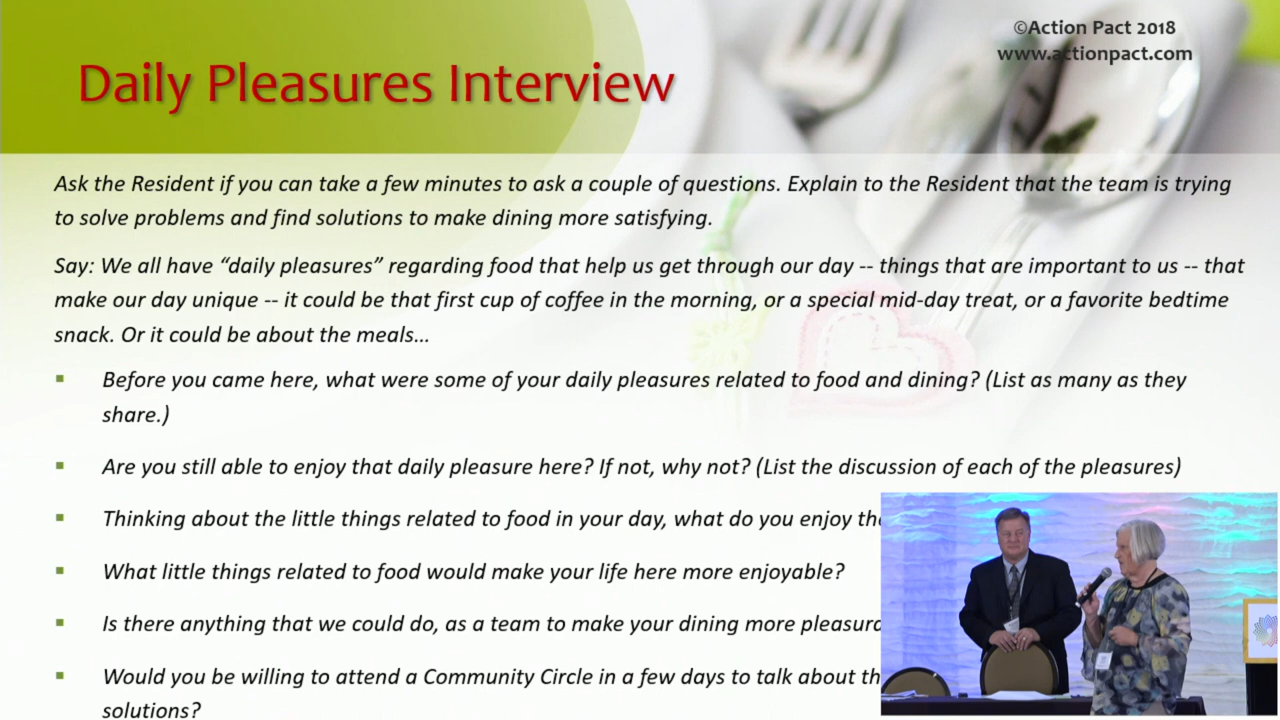 ©Action Pact 2018
www.actionpact.com
Daily Pleasures Interview
Ask the Resident if you can take a few minutes to ask a couple of questions. Explain to the Resident that the team is trying
to solve problems and find solutions to make dining more satisfying.
Say: We all have “daily pleasures” regarding food that help us get through our day -- things that are important to us -- that
make our day unique -- it could be that first cup of coffee in the morning, or a special mid-day treat, or a favorite bedtime
snack. Or it could be about the meals…
▪ Before you came here, what were some of your daily pleasures related to food and dining? (List as many as they
share.)
▪ Are you still able to enjoy that daily pleasure here? If not, why not? (List the discussion of each of the pleasures)
▪ Thinking about the little things related to food in your day, what do you enjoy
▪ What little things related to food would make your life here more enjoyable?
▪ Is there anything that we could do, as a team to make your dining more
▪ Would you be willing to attend a Community Circle in a few days to talk about
solutions?